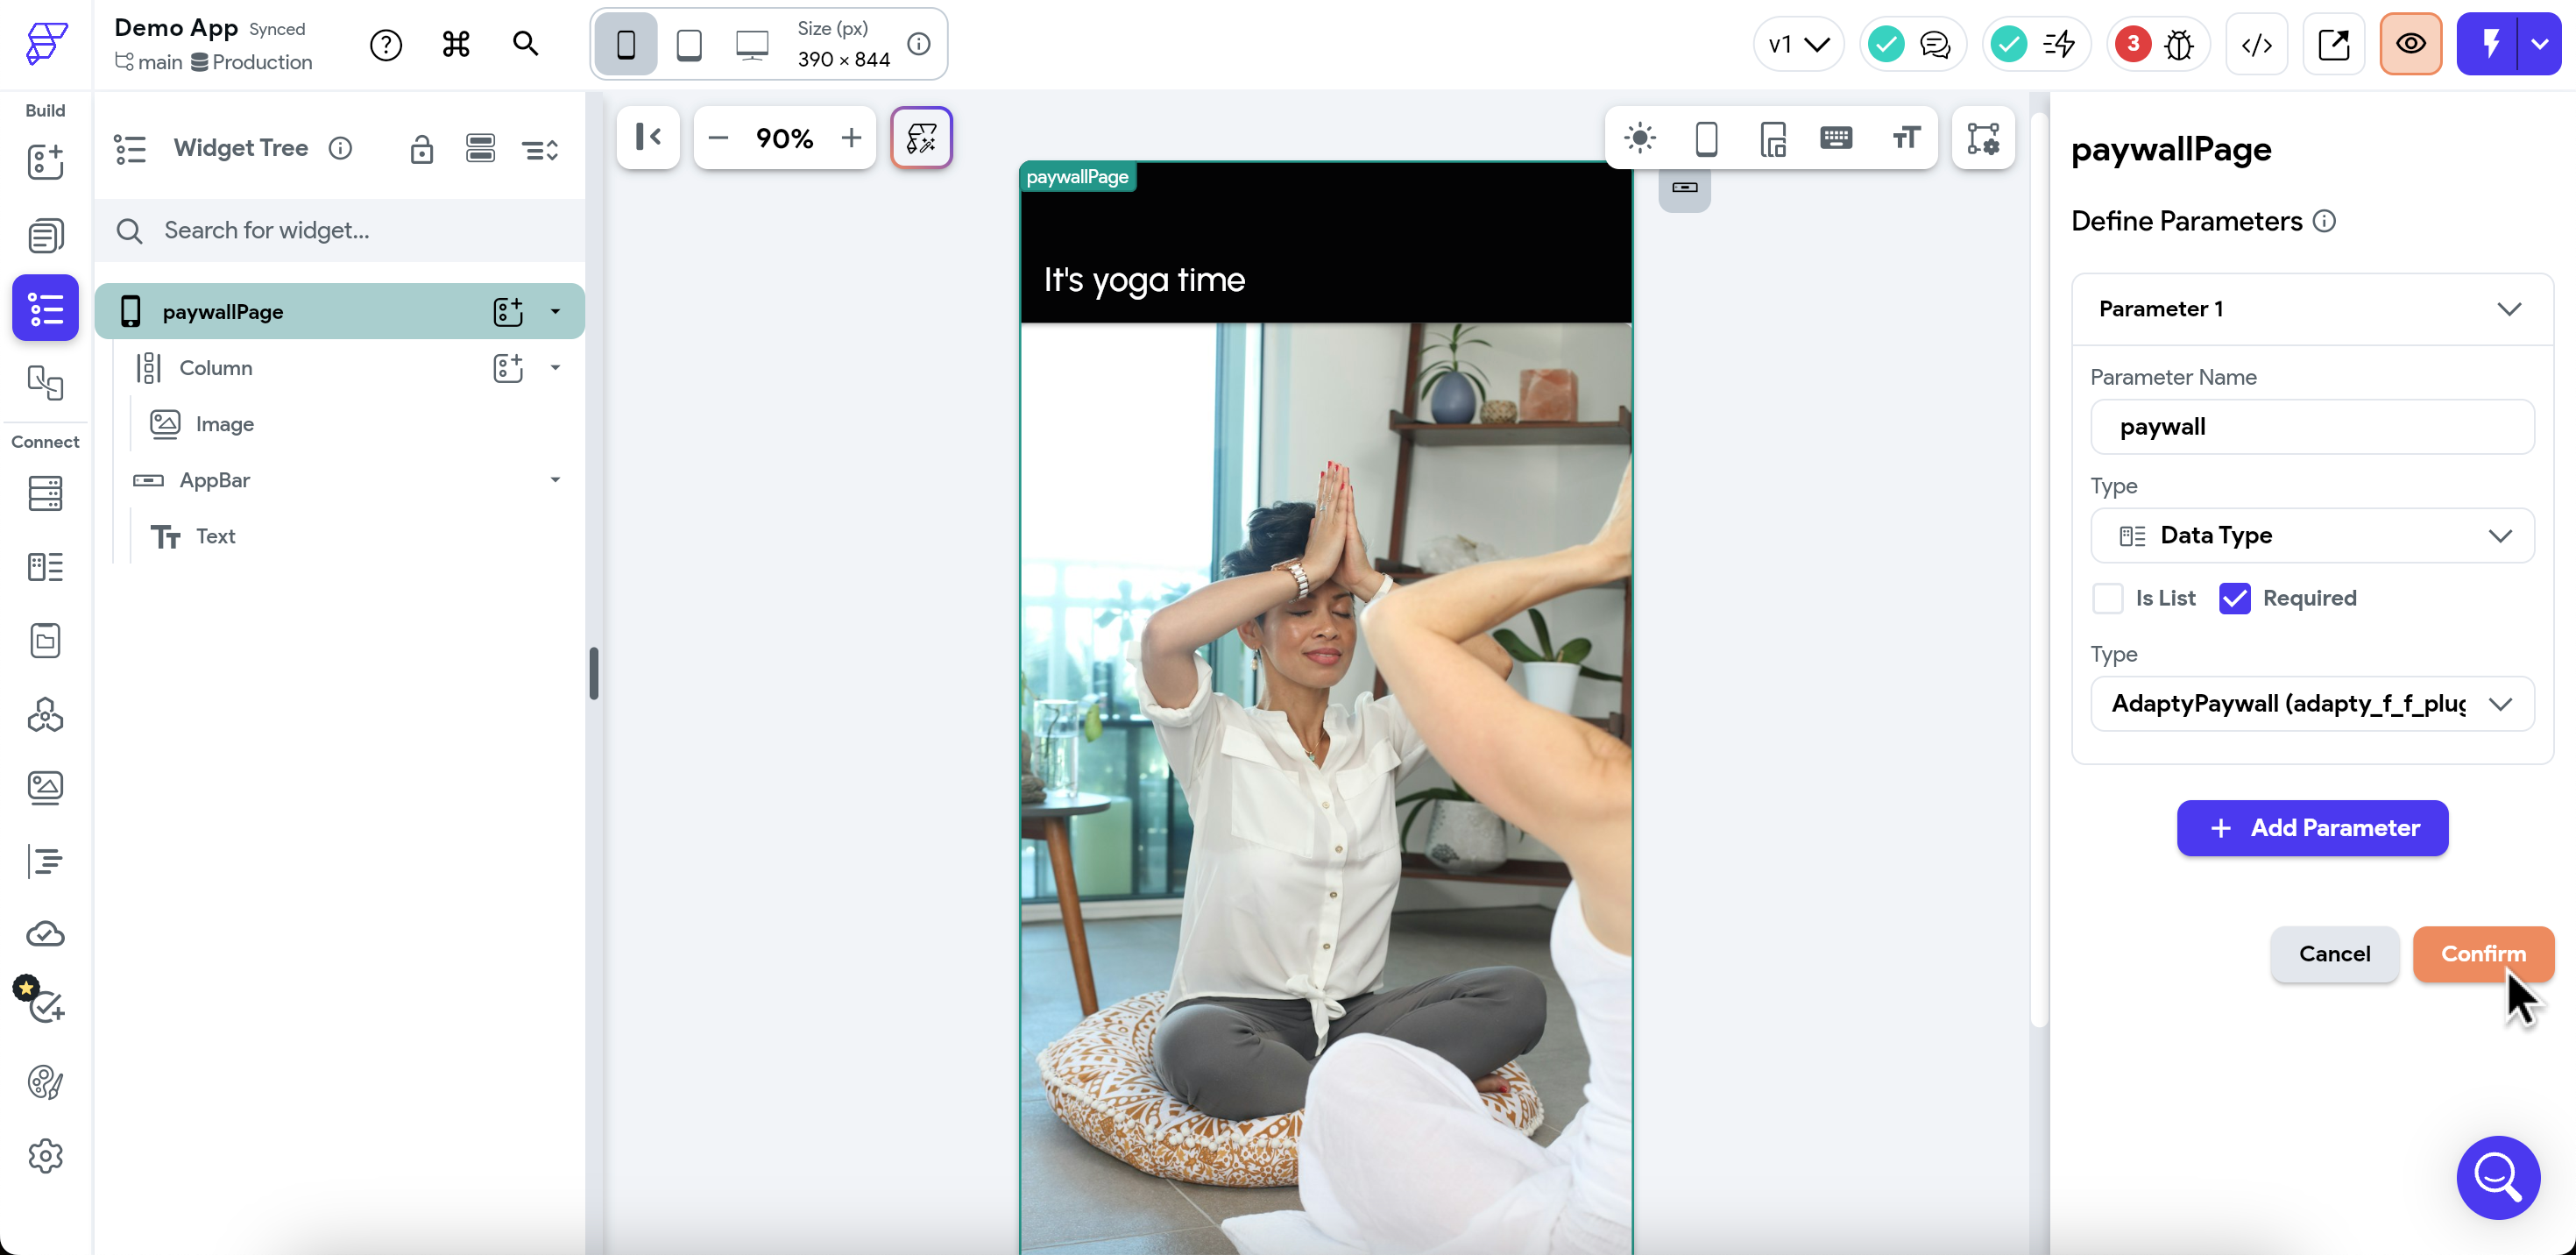 Demo App Synced
main Production
Size (px)
390 × 844
v1
3
Build
Connect
Widget Tree
Search for widget...
paywallPage
Column
Image
AppBar
Text
90%
paywallPage
It's yoga time
paywallPage
Define Parameters
Parameter 1
Parameter Name
paywall
Type
Data Type
Is List Required
Type
AdaptyPaywall (adapty_f_f_plug
+ Add Parameter
Cancel Confirm